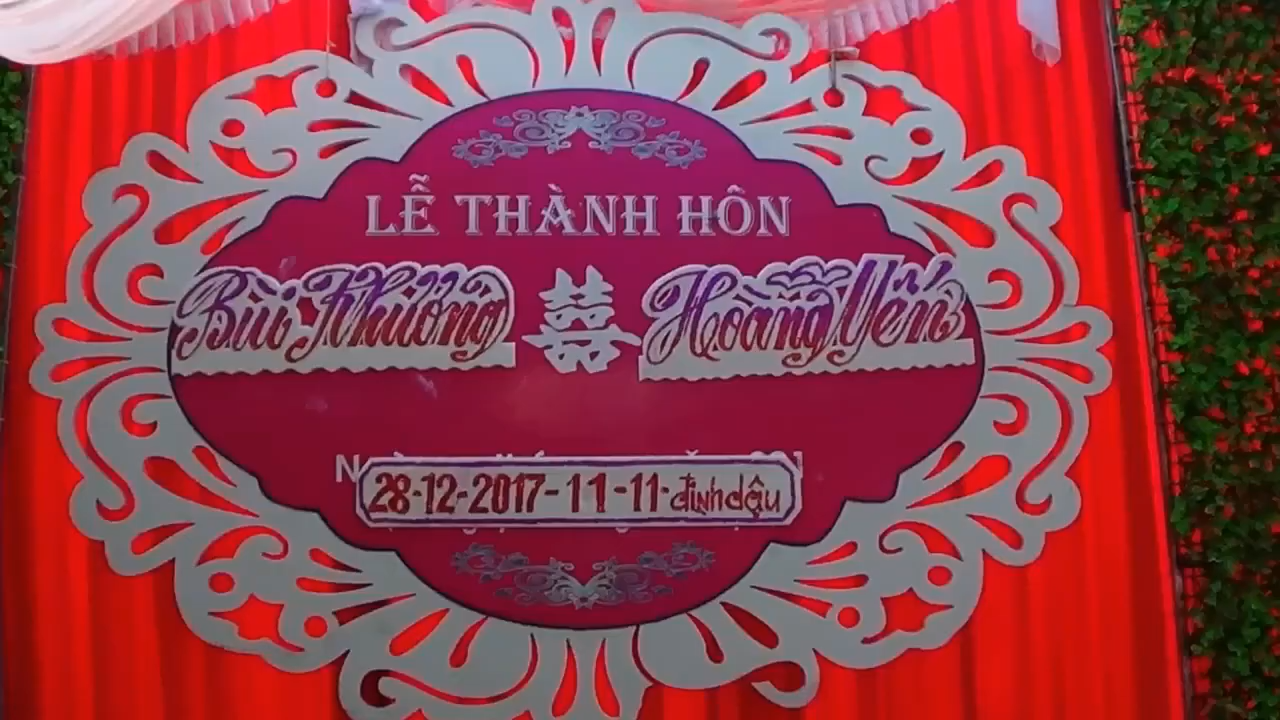 LỄ THÀNH HÔN
Bùi Phương 囍 Hoàng Yến
28-12-2017-11-11-đinh dậu